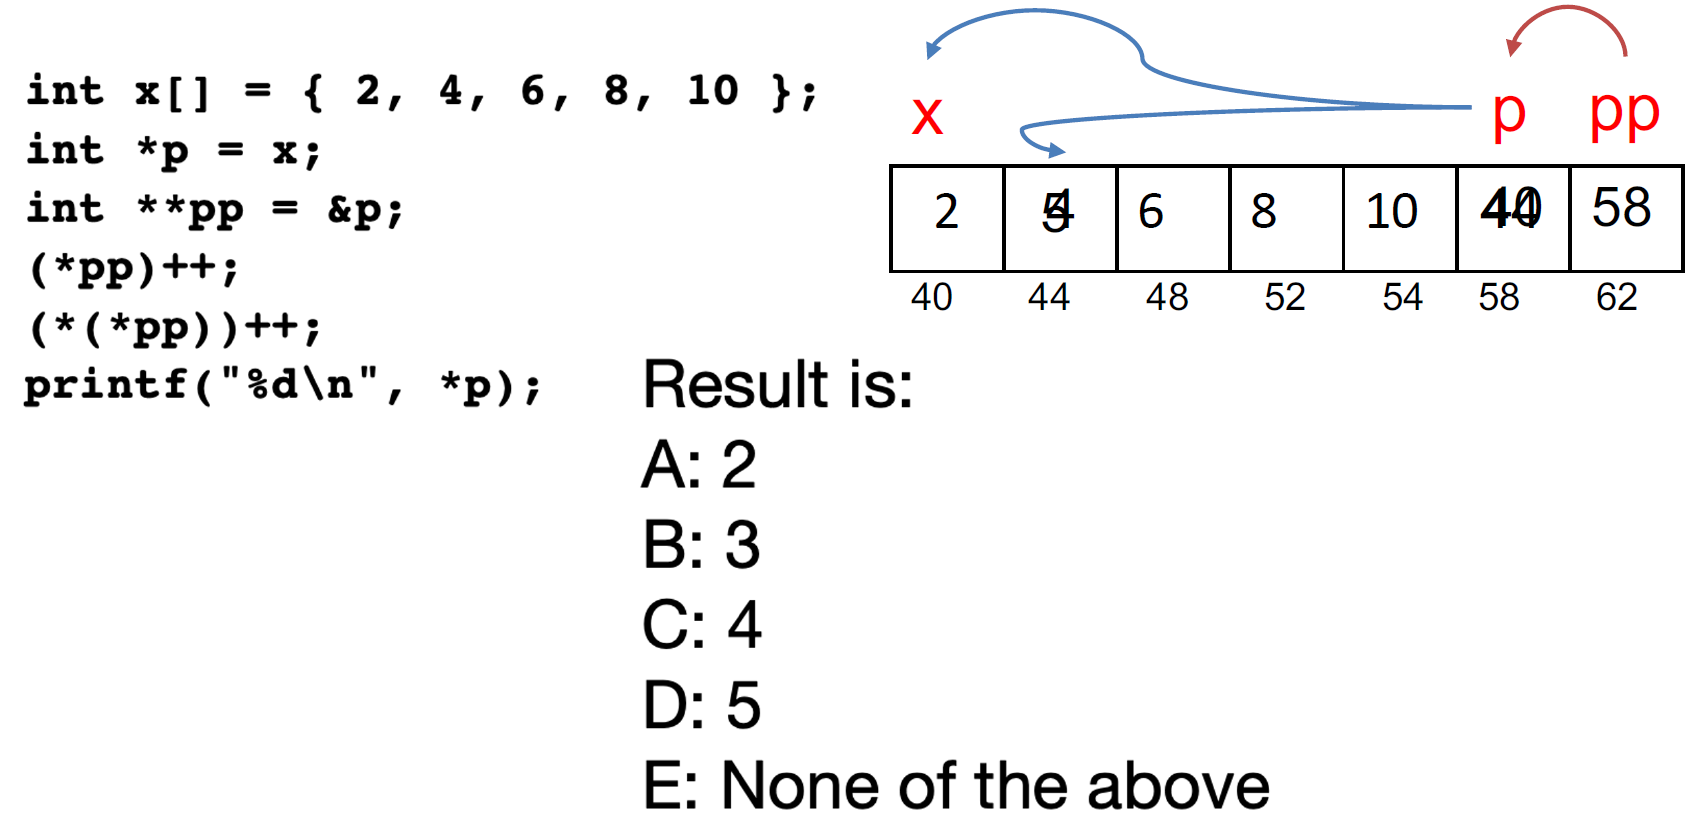 int x[] = { 2, 4, 6, 8, 10 };
int *p = x;
int **pp = &p;
(*pp)++;
(*(*pp))++;
printf("%d\n", *p);
x p pp
2 4 5 6 8 10 40 44 58
40 44 48 52 54 58 62
Result is:
A: 2
B: 3
C: 4
D: 5
E: None of the above